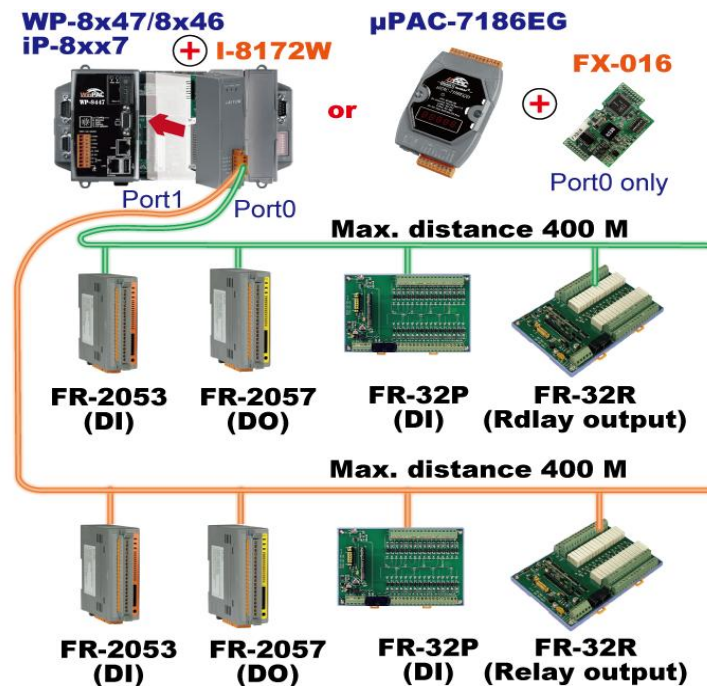 WP-8x47/8x46
iP-8xx7
I-8172W
or
µPAC-7186EG
FX-016
Port0 only
WP-8447
Port1
Port0
Max. distance 400 M
FR-2053
(DI)
FR-2057
(DO)
FR-32P
(DI)
FR-32R
(Rdlay output)
Max. distance 400 M
FR-2053
(DI)
FR-2057
(DO)
FR-32P
(DI)
FR-32R
(Relay output)